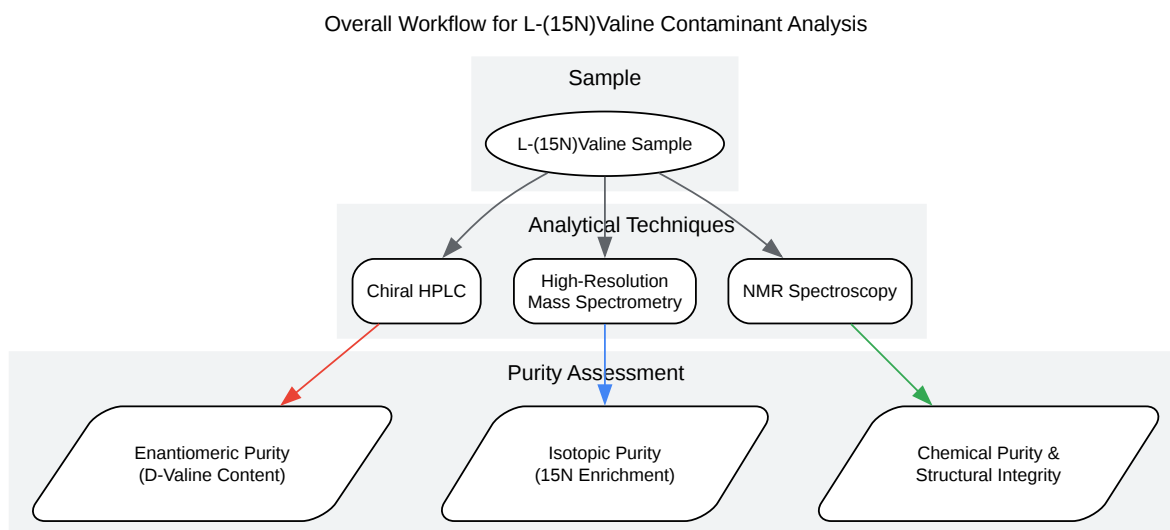 Overall Workflow for L-(15N)Valine Contaminant Analysis
Sample
L-(15N)Valine Sample
Analytical Techniques
Chiral HPLC
High-Resolution
Mass Spectrometry
NMR Spectroscopy
Purity Assessment
Enantiomeric Purity
(D-Valine Content)
Isotopic Purity
(15N Enrichment)
Chemical Purity &
Structural Integrity